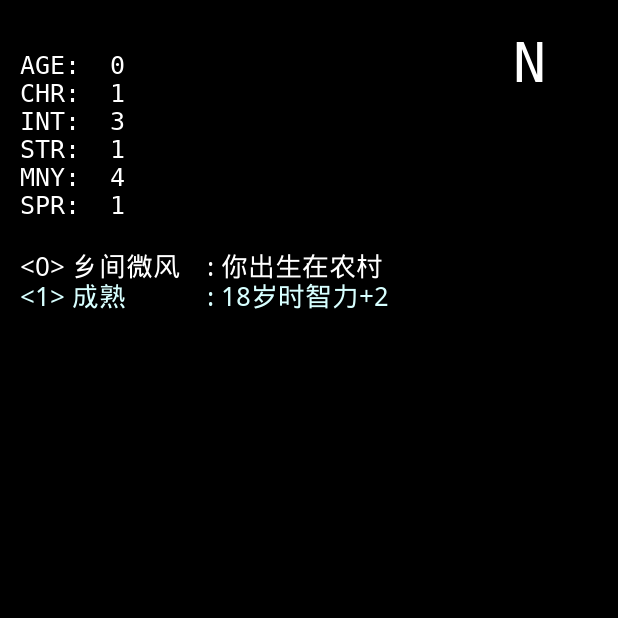 N
AGE: 0
CHR: 1
INT: 3
STR: 1
MNY: 4
SPR: 1
<0> 乡间微风 : 你出生在农村
<1> 成熟 : 18岁时智力+2